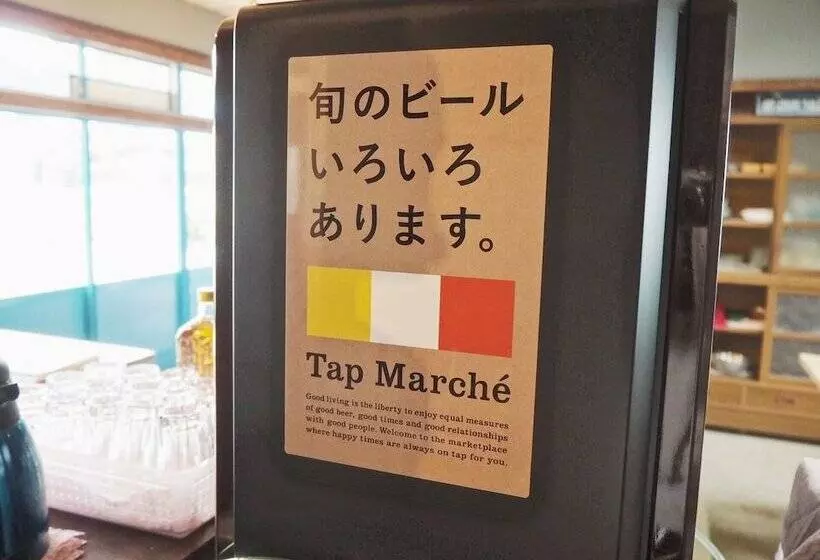 旬のビール
いろいろ
あります。
Tap Marché
Good living is the liberty to enjoy equal measures
of good beer, good times and good relationships
with good people. Welcome to the marketplace
where happy times are always on tap for you.